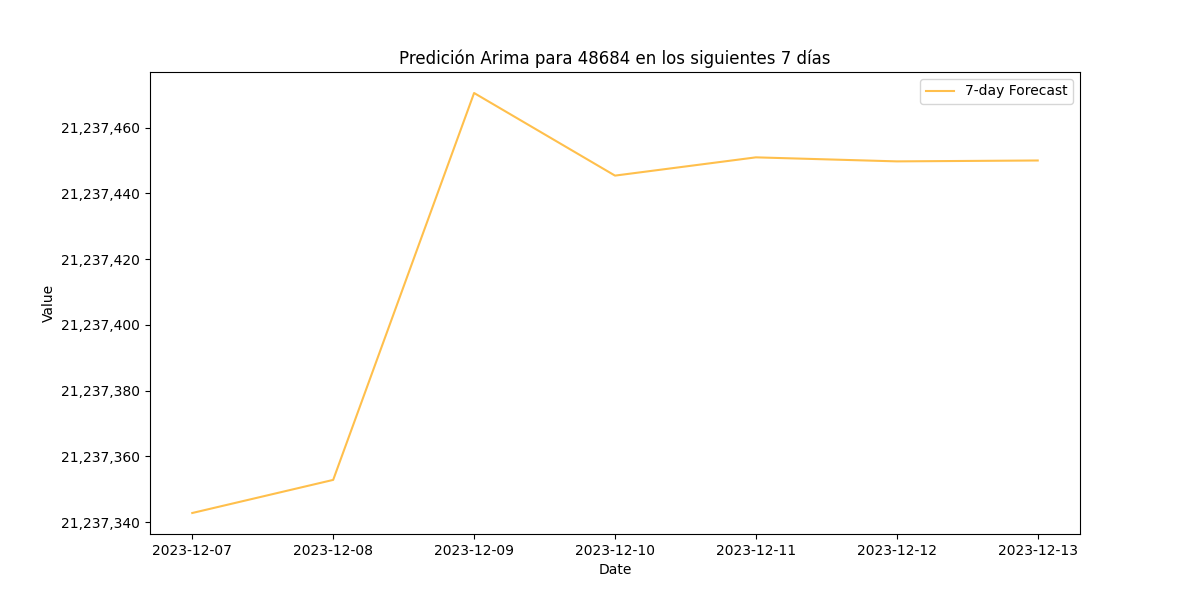 Predición Arima para 48684 en los siguientes 7 días
7-day Forecast
Value
21,237,460
21,237,440
21,237,420
21,237,400
21,237,380
21,237,360
21,237,340
2023-12-07 2023-12-08 2023-12-09 2023-12-10 2023-12-11 2023-12-12 2023-12-13
Date